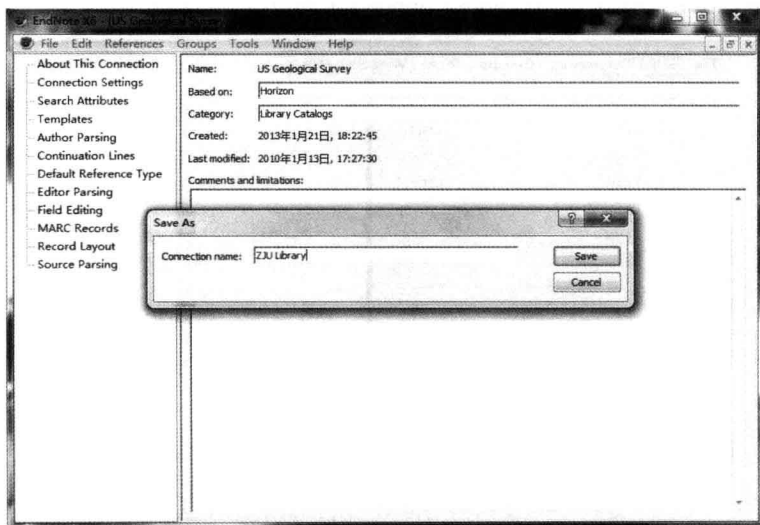 EndNote X6 - [US Geological Survey]
File Edit References Groups Tools Window Help
About This Connection
Connection Settings
Search Attributes
Templates
Author Parsing
Continuation Lines
Default Reference Type
Editor Parsing
Field Editing
MARC Records
Record Layout
Source Parsing
Name: US Geological Survey
Based on: Horizon
Category: Library Catalogs
Created: 2013年1月21日, 18:22:45
Last modified: 2010年1月13日, 17:27:30
Comments and limitations:
Save As
Connection name: ZJU Library
Save
Cancel